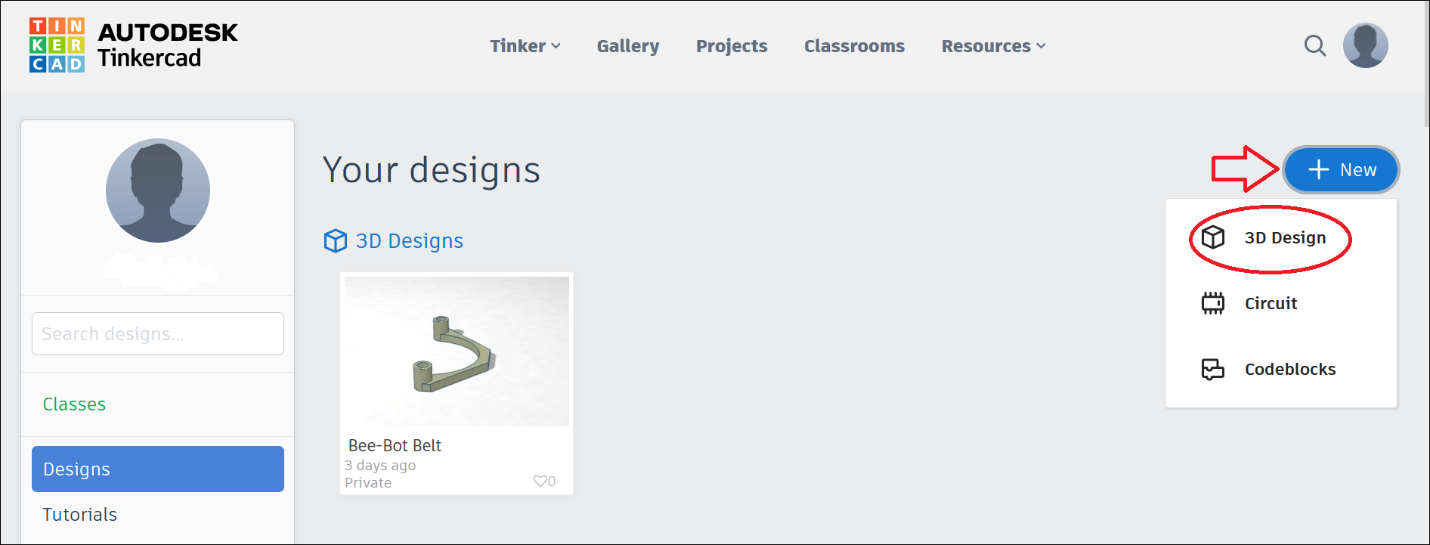 TIN
KER
CAD
AUTODESK
Tinkercad
Tinker
Gallery
Projects
Classrooms
Resources
Search designs...
Classes
Designs
Tutorials
Your designs
3D Designs
Bee-Bot Belt
3 days ago
Private
0
New
3D Design
Circuit
Codeblocks